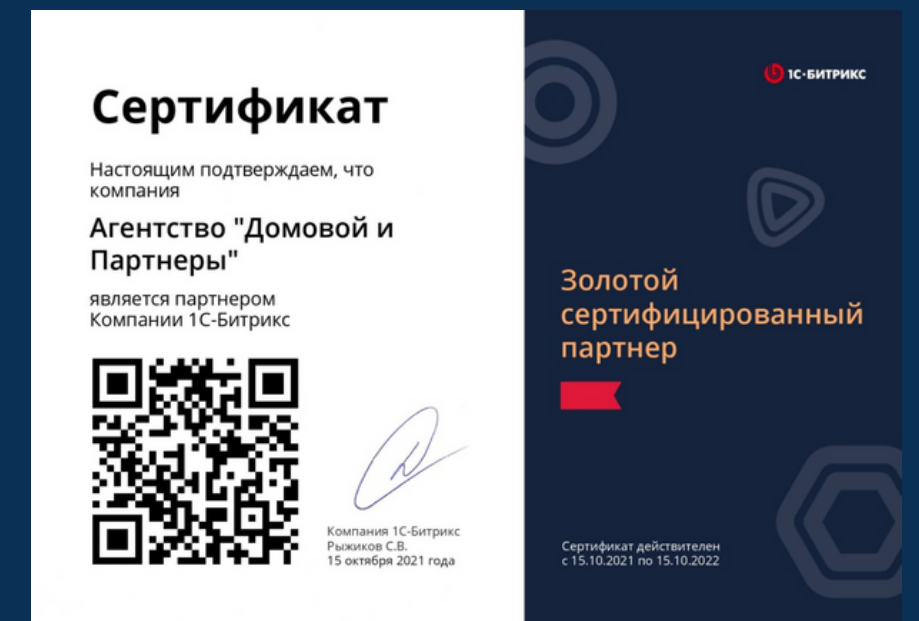 Сертификат
Настоящим подтверждаем, что
компания
Агентство "Домовой и
Партнеры"
является партнером
Компании 1С-Битрикс
Компания 1С-Битрикс
Рыжиков С.В.
15 октября 2021 года
1С-БИТРИКС
Золотой
сертифицированный
партнер
Сертификат действителен
с 15.10.2021 по 15.10.2022